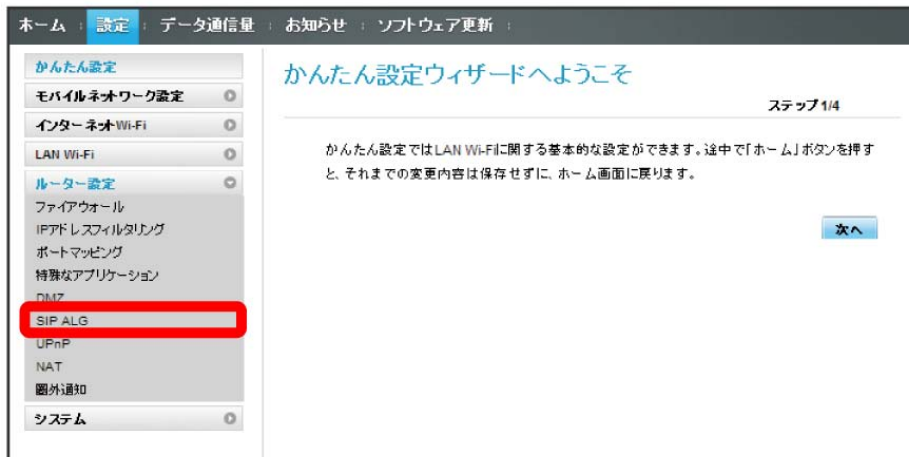 ホーム 設定 データ通信量 お知らせ ソフトウェア更新
かんたん設定
モバイルネットワーク設定
インターネットWi-Fi
LAN Wi-Fi
ルーター設定
ファイアウォール
IPアドレスフィルタリング
ポートマッピング
特殊なアプリケーション
DMZ
SIP ALG
UPnP
NAT
圏外通知
システム
かんたん設定ウィザードへようこそ
ステップ1/4
かんたん設定ではLAN Wi-Fiに関する基本的な設定ができます。途中で「ホーム」ボタンを押す
と、それまでの変更内容は保存せずに、ホーム画面に戻ります。
次へ